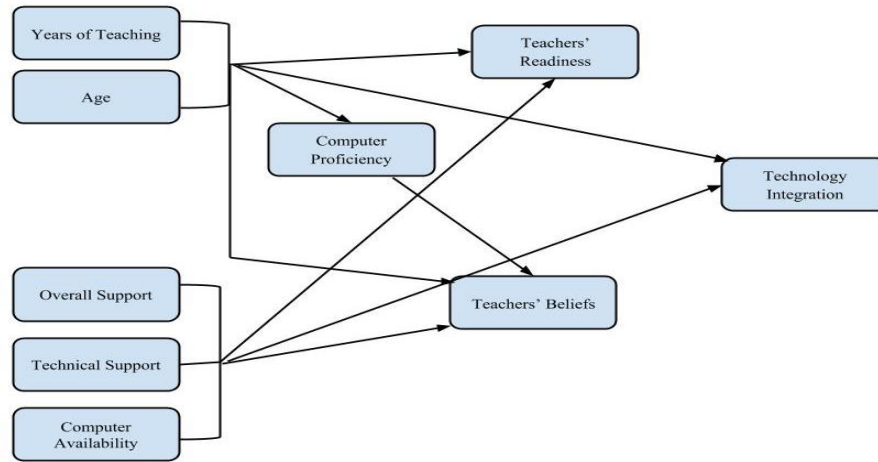 Years of Teaching
Age
Teachers’
Readiness
Computer
Proficiency
Technology
Integration
Overall Support
Teachers’ Beliefs
Technical Support
Computer
Availability